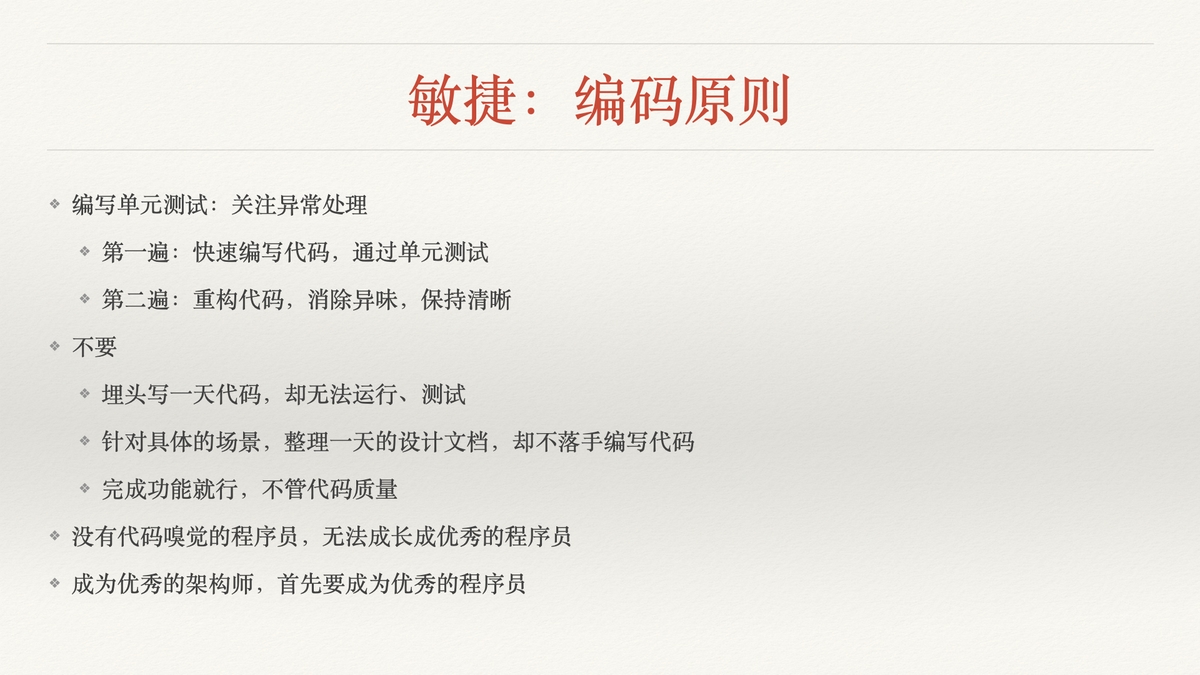 敏捷：编码原则
编写单元测试：关注异常处理
第一遍：快速编写代码，通过单元测试
第二遍：重构代码，消除异味，保持清晰
不要
埋头写一天代码，却无法运行、测试
针对具体的场景，整理一天的设计文档，却不落手编写代码
完成功能就行，不管代码质量
没有代码嗅觉的程序员，无法成长成优秀的程序员
成为优秀的架构师，首先要成为优秀的程序员